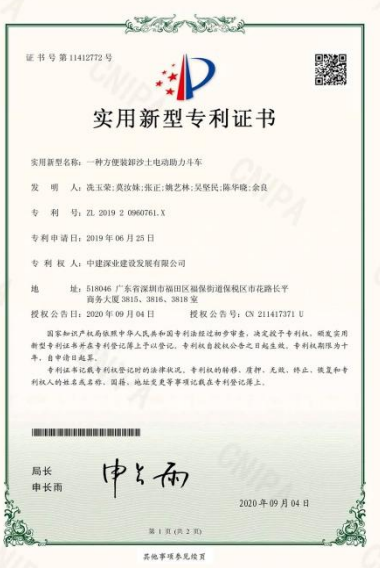 证书号第11412772号
实用新型专利证书
实用新型名称：一种方便装卸沙土电动助力斗车
发 明 人：冼玉荣;莫汝妹;张正;姚艺林;吴坚民;陈华晓;余良
专 利 号：ZL 2019 2 0960761.X
专利申请日：2019年06月25日
专 利 权 人：中建深业建设发展有限公司
地 址：518046 广东省深圳市福田区福保街道保税区市花路长平
商务大厦 3815、3816、3818 室
授权公告日：2020年09月04日 授权公告号：CN 211417371 U
国家知识产权局依照中华人民共和国专利法经过初步审查，决定授予专利权，颁发实用
新型专利证书并在专利登记簿上予以登记。专利权自授权公告之日起生效。专利权期限为十
年，自申请日起算。
专利证书记载专利权登记时的法律状况。专利权的转移、质押、无效、终止、恢复和专
利权人的姓名或名称、国籍、地址变更等事项记载在专利登记簿上。
局长
申长雨
申长雨
2020年09月04日
第 1 页 (共 2 页)
其他事项参见续页
CNIPA